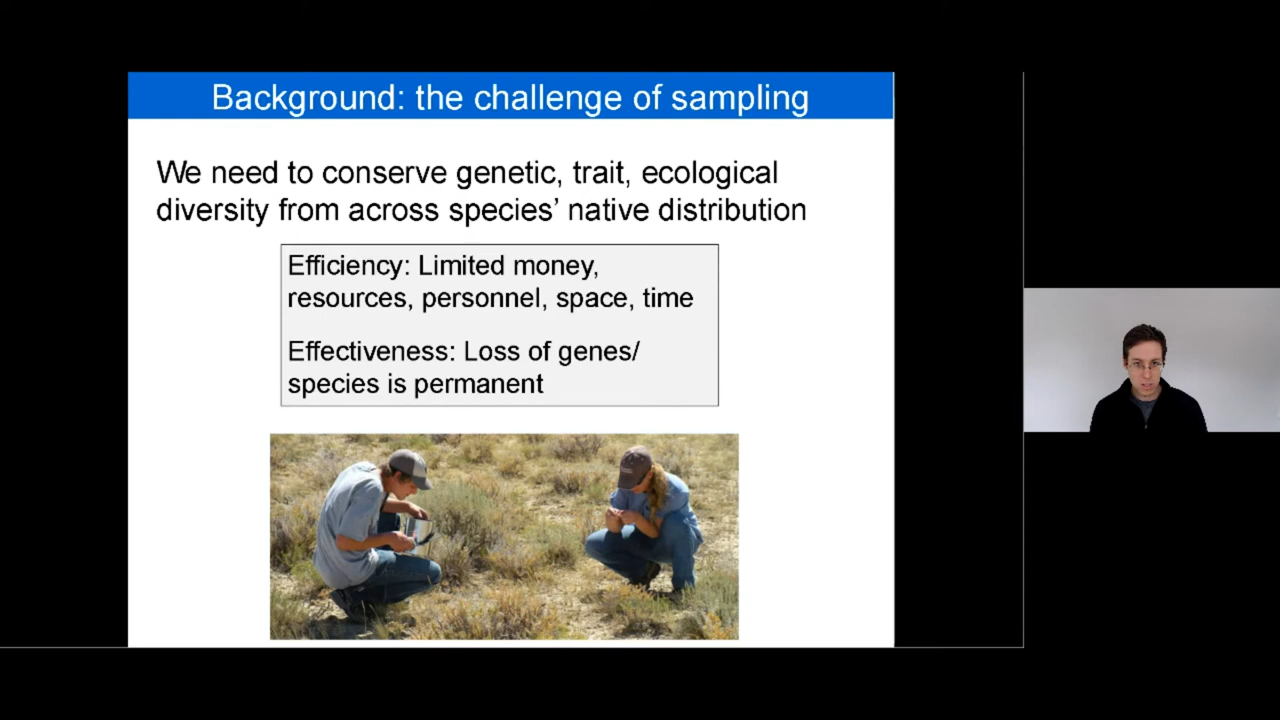 Background: the challenge of sampling
We need to conserve genetic, trait, ecological
diversity from across species’ native distribution
Efficiency: Limited money,
resources, personnel, space, time
Effectiveness: Loss of genes/
species is permanent